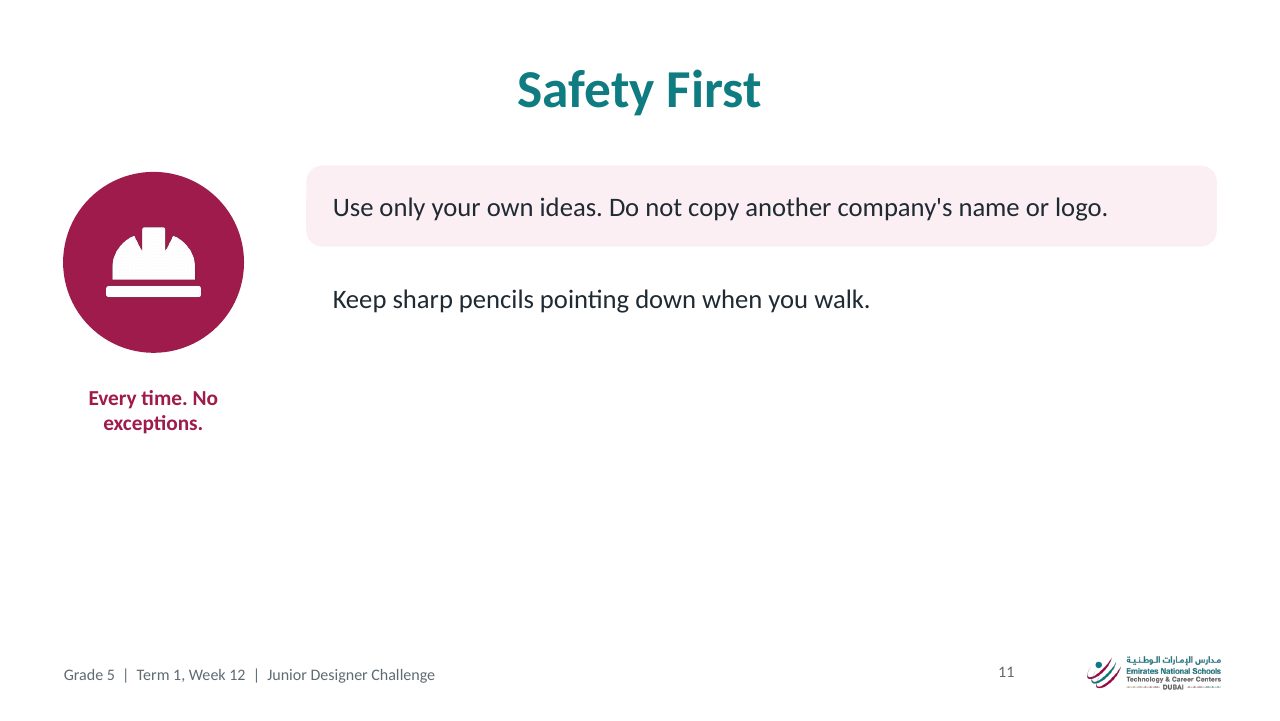 Safety First
Use only your own ideas. Do not copy another company's name or logo.
Keep sharp pencils pointing down when you walk.
Every time. No
exceptions.
Grade 5 | Term 1, Week 12 | Junior Designer Challenge
11
مدارس الإمارات الوطنية
Emirates National Schools
Technology & Career Centers
DUBAI